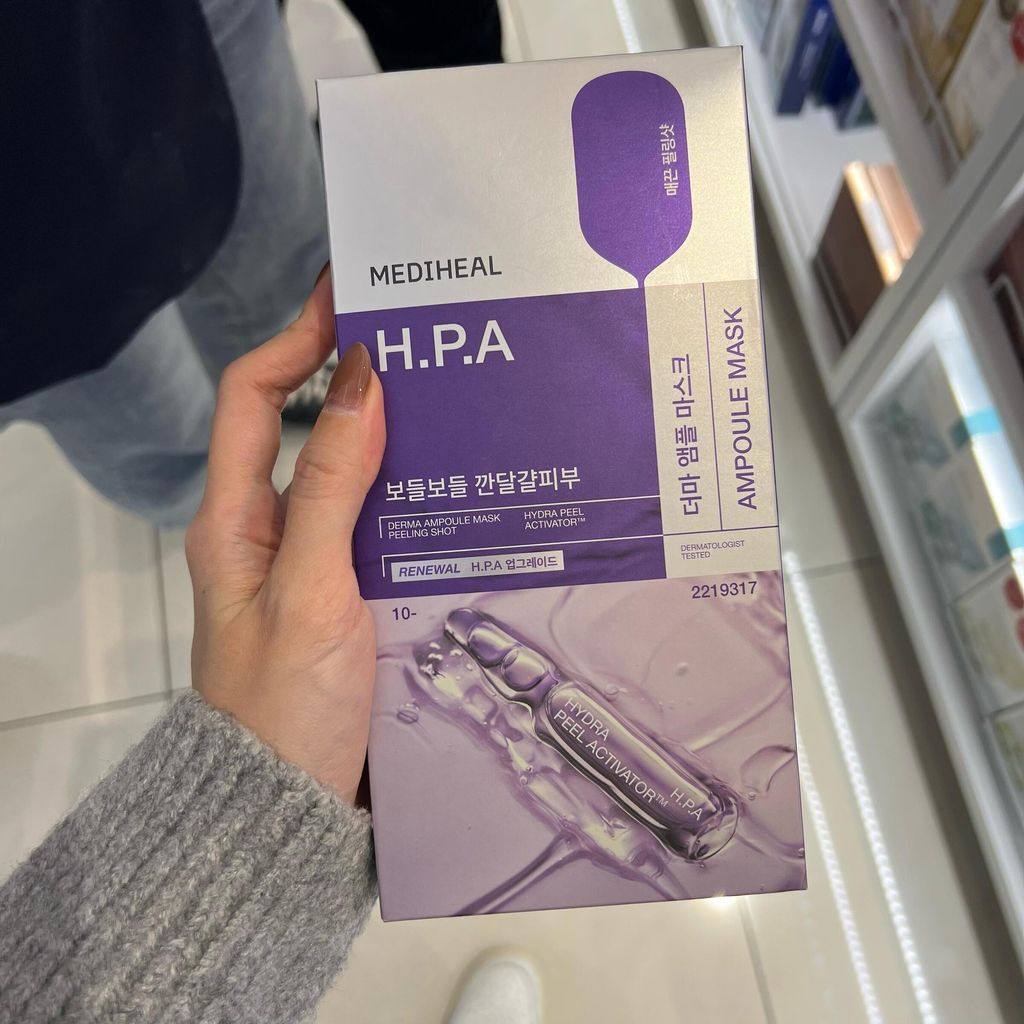 매끈 필링샷
MEDIHEAL
H.P.A
더마 앰플 마스크
AMPOULE MASK
보들보들 깐달걀피부
DERMA AMPOULE MASK
PEELING SHOT
HYDRA PEEL
ACTIVATOR™
RENEWAL H.P.A 업그레이드
DERMATOLOGIST
TESTED
10-
2219317
HYDRA
PEEL ACTIVATOR™
H.P.A